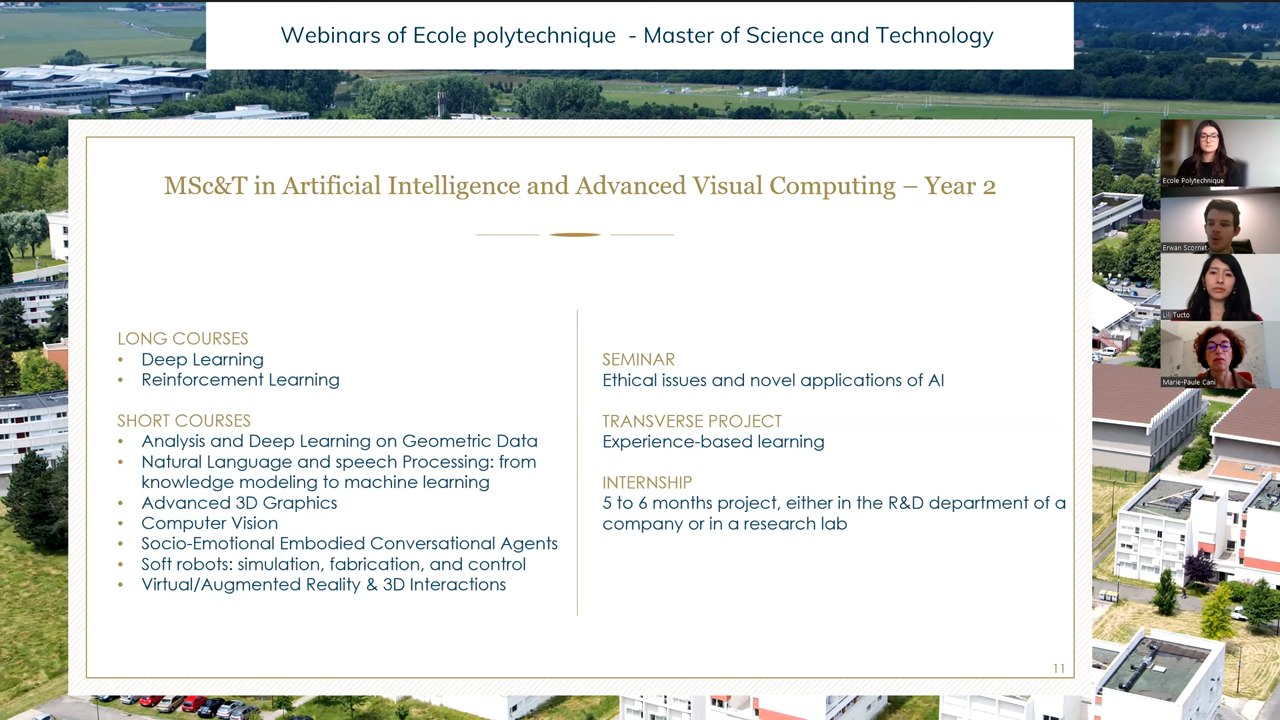 Webinars of Ecole polytechnique - Master of Science and Technology
MSc&T in Artificial Intelligence and Advanced Visual Computing – Year 2
LONG COURSES
• Deep Learning
• Reinforcement Learning
SHORT COURSES
• Analysis and Deep Learning on Geometric Data
• Natural Language and speech Processing: from
knowledge modeling to machine learning
• Advanced 3D Graphics
• Computer Vision
• Socio-Emotional Embodied Conversational Agents
• Soft robots: simulation, fabrication, and control
• Virtual/Augmented Reality & 3D Interactions
SEMINAR
Ethical issues and novel applications of AI
TRANSVERSE PROJECT
Experience-based learning
INTERNSHIP
5 to 6 months project, either in the R&D department of a
company or in a research lab
11
Ecole Polytechnique
Erwan Scornet
Lili Tucto
Marie-Paule Cani